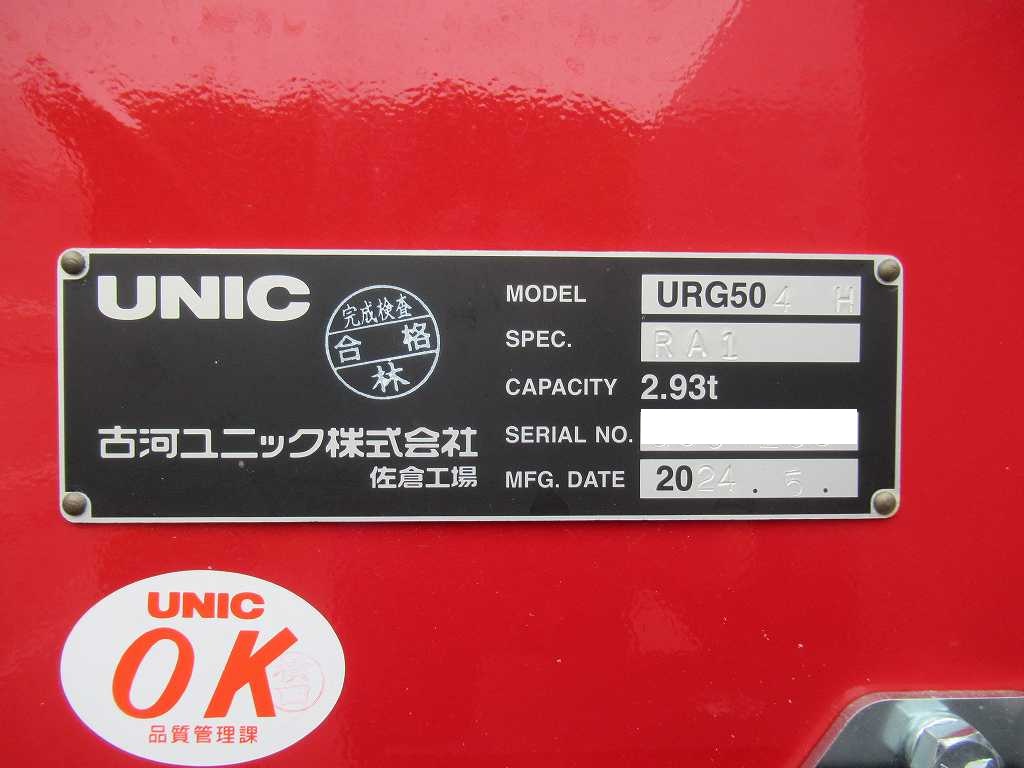 UNIC
完成検査
合格
林
古河ユニック株式会社
佐倉工場
MODEL URG504 H
SPEC. RA1
CAPACITY 2.93t
SERIAL NO.
MFG. DATE 2024. 5.
UNIC
OK
品質管理課